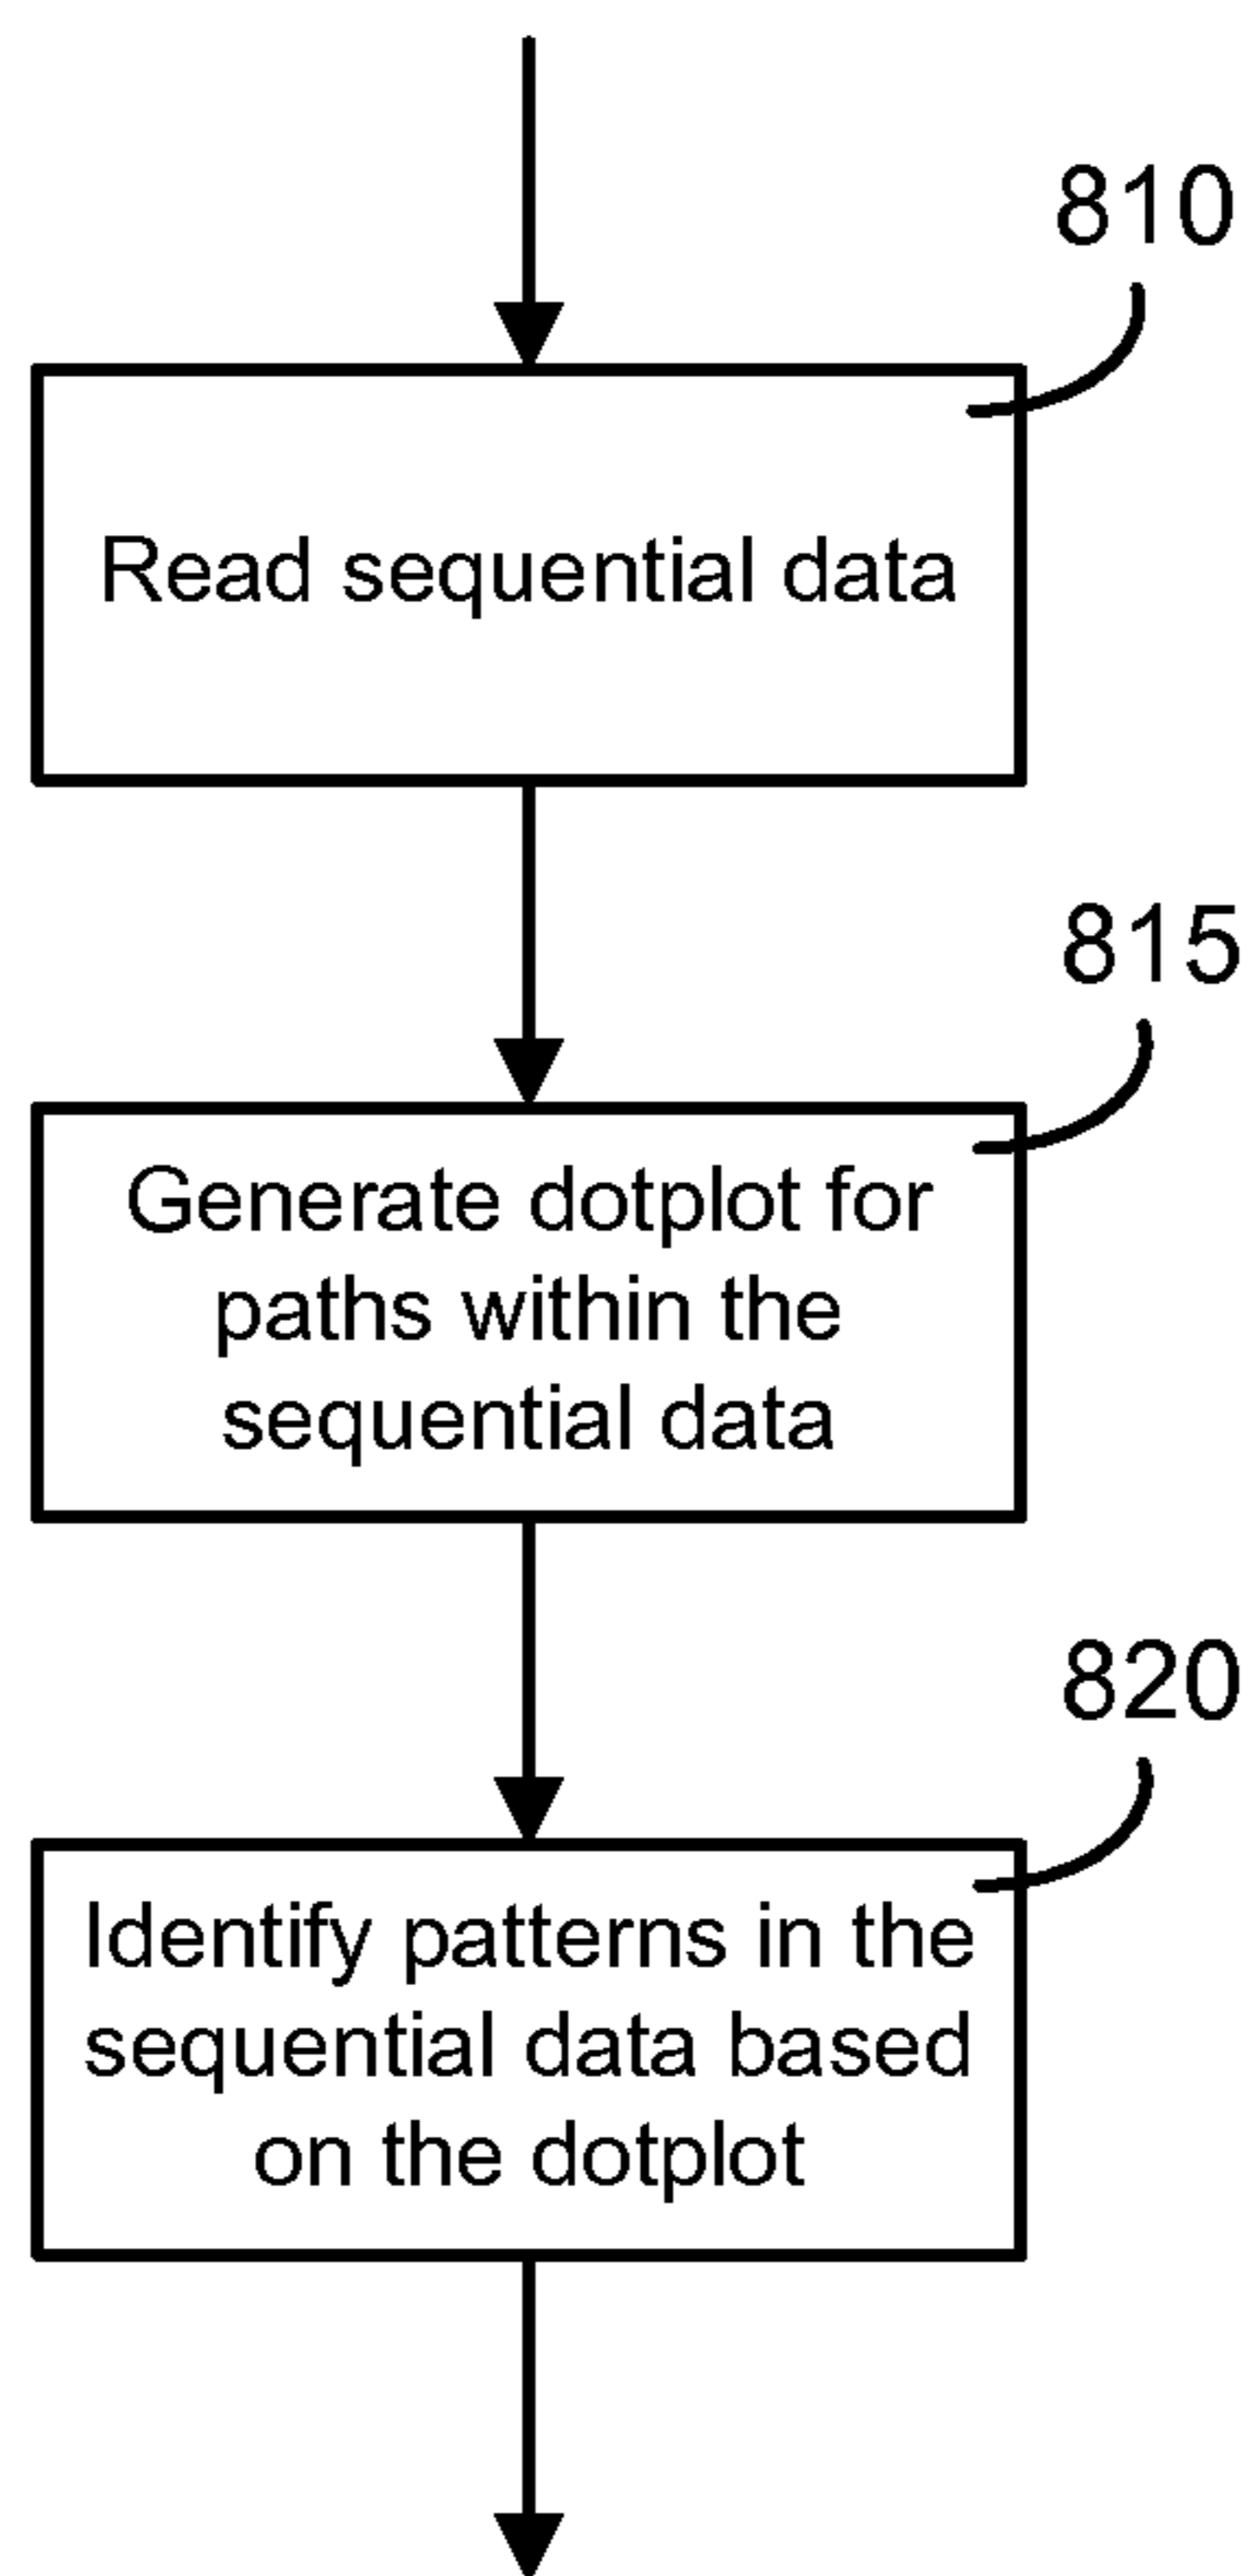 810
Read sequential data
815
Generate dotplot for
paths within the
sequential data
820
Identify patterns in the
sequential data based
on the dotplot